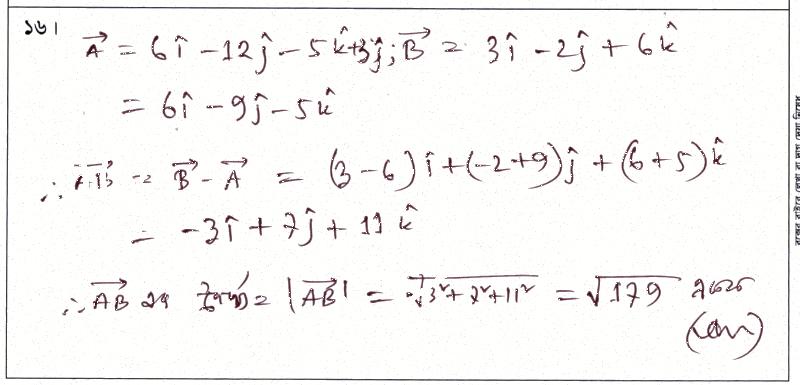 ১৬।
$\vec{A} = 6\hat{i} - 12\hat{j} - 5\hat{k} + 3\hat{j}; \vec{B} = 3\hat{i} - 2\hat{j} + 6\hat{k}$
$= 6\hat{i} - 9\hat{j} - 5\hat{k}$
$\therefore \vec{AB} = \vec{B} - \vec{A} = (3-6)\hat{i} + (-2+9)\hat{j} + (6+5)\hat{k}$
$= -3\hat{i} + 7\hat{j} + 11\hat{k}$
$\therefore \vec{AB}$ এর দৈর্ঘ্য $= |\vec{AB}| = \sqrt{3^2 + 7^2 + 11^2} = \sqrt{179}$ একক
(Ans)